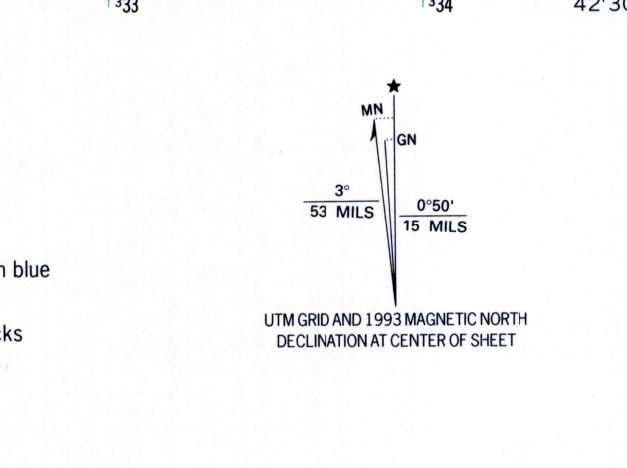 ³33
³34
42'30
MN
GN
3°
53 MILS
0°50'
15 MILS
blue
UTM GRID AND 1993 MAGNETIC NORTH
DECLINATION AT CENTER OF SHEET